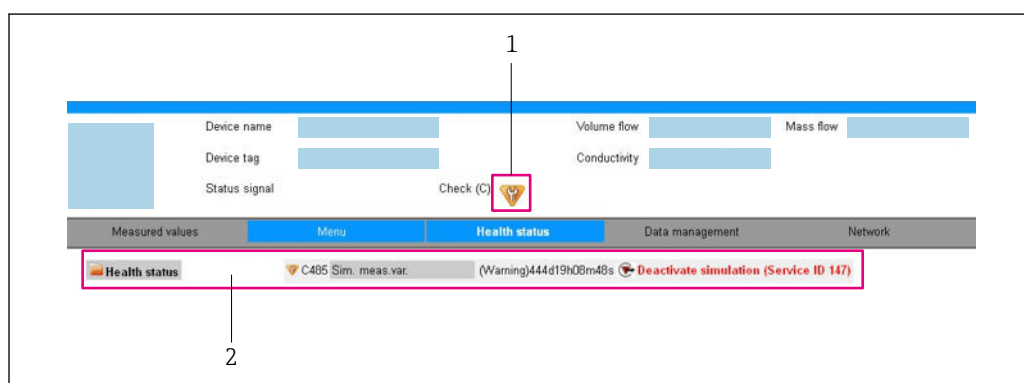 1
Device name Volume flow Mass flow
Device tag Conductivity
Status signal Check (C)
Measured values Menu Health status Data management Network
Health status C485 Sim. meas.var. (Warning)444d19h08m48s Deactivate simulation (Service ID 147)
2